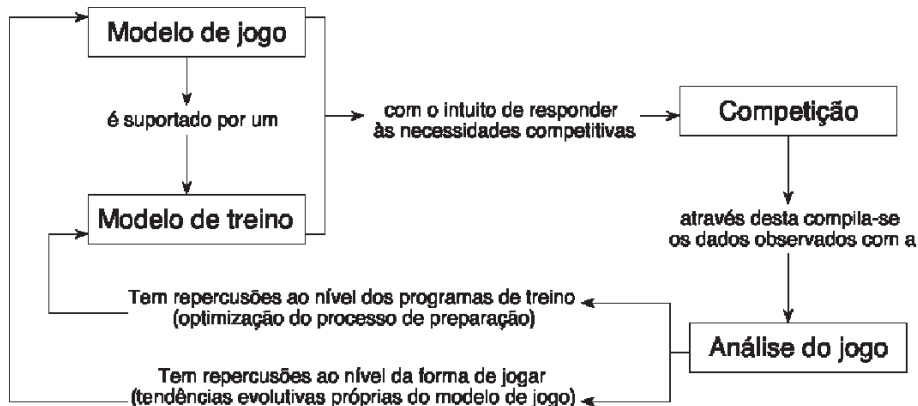 Modelo de jogo
é suportado por um
Modelo de treino
com o intuito de responder
às necessidades competitivas
Competição
através desta compila-se
os dados observados com a
Análise do jogo
Tem repercusões ao nível dos programas de treino
(optimização do processo de preparação)
Tem repercusões ao nível da forma de jogar
(tendências evolutivas próprias do modelo de jogo)